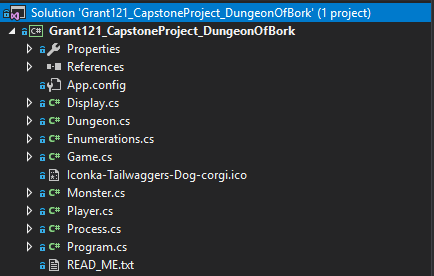 Solution 'Grant121_CapstoneProject_DungeonOfBork' (1 project)
C# Grant121_CapstoneProject_DungeonOfBork
Properties
References
App.config
C# Display.cs
C# Dungeon.cs
C# Enumerations.cs
C# Game.cs
Iconka-Tailwaggers-Dog-corgi.ico
C# Monster.cs
C# Player.cs
C# Process.cs
C# Program.cs
READ_ME.txt